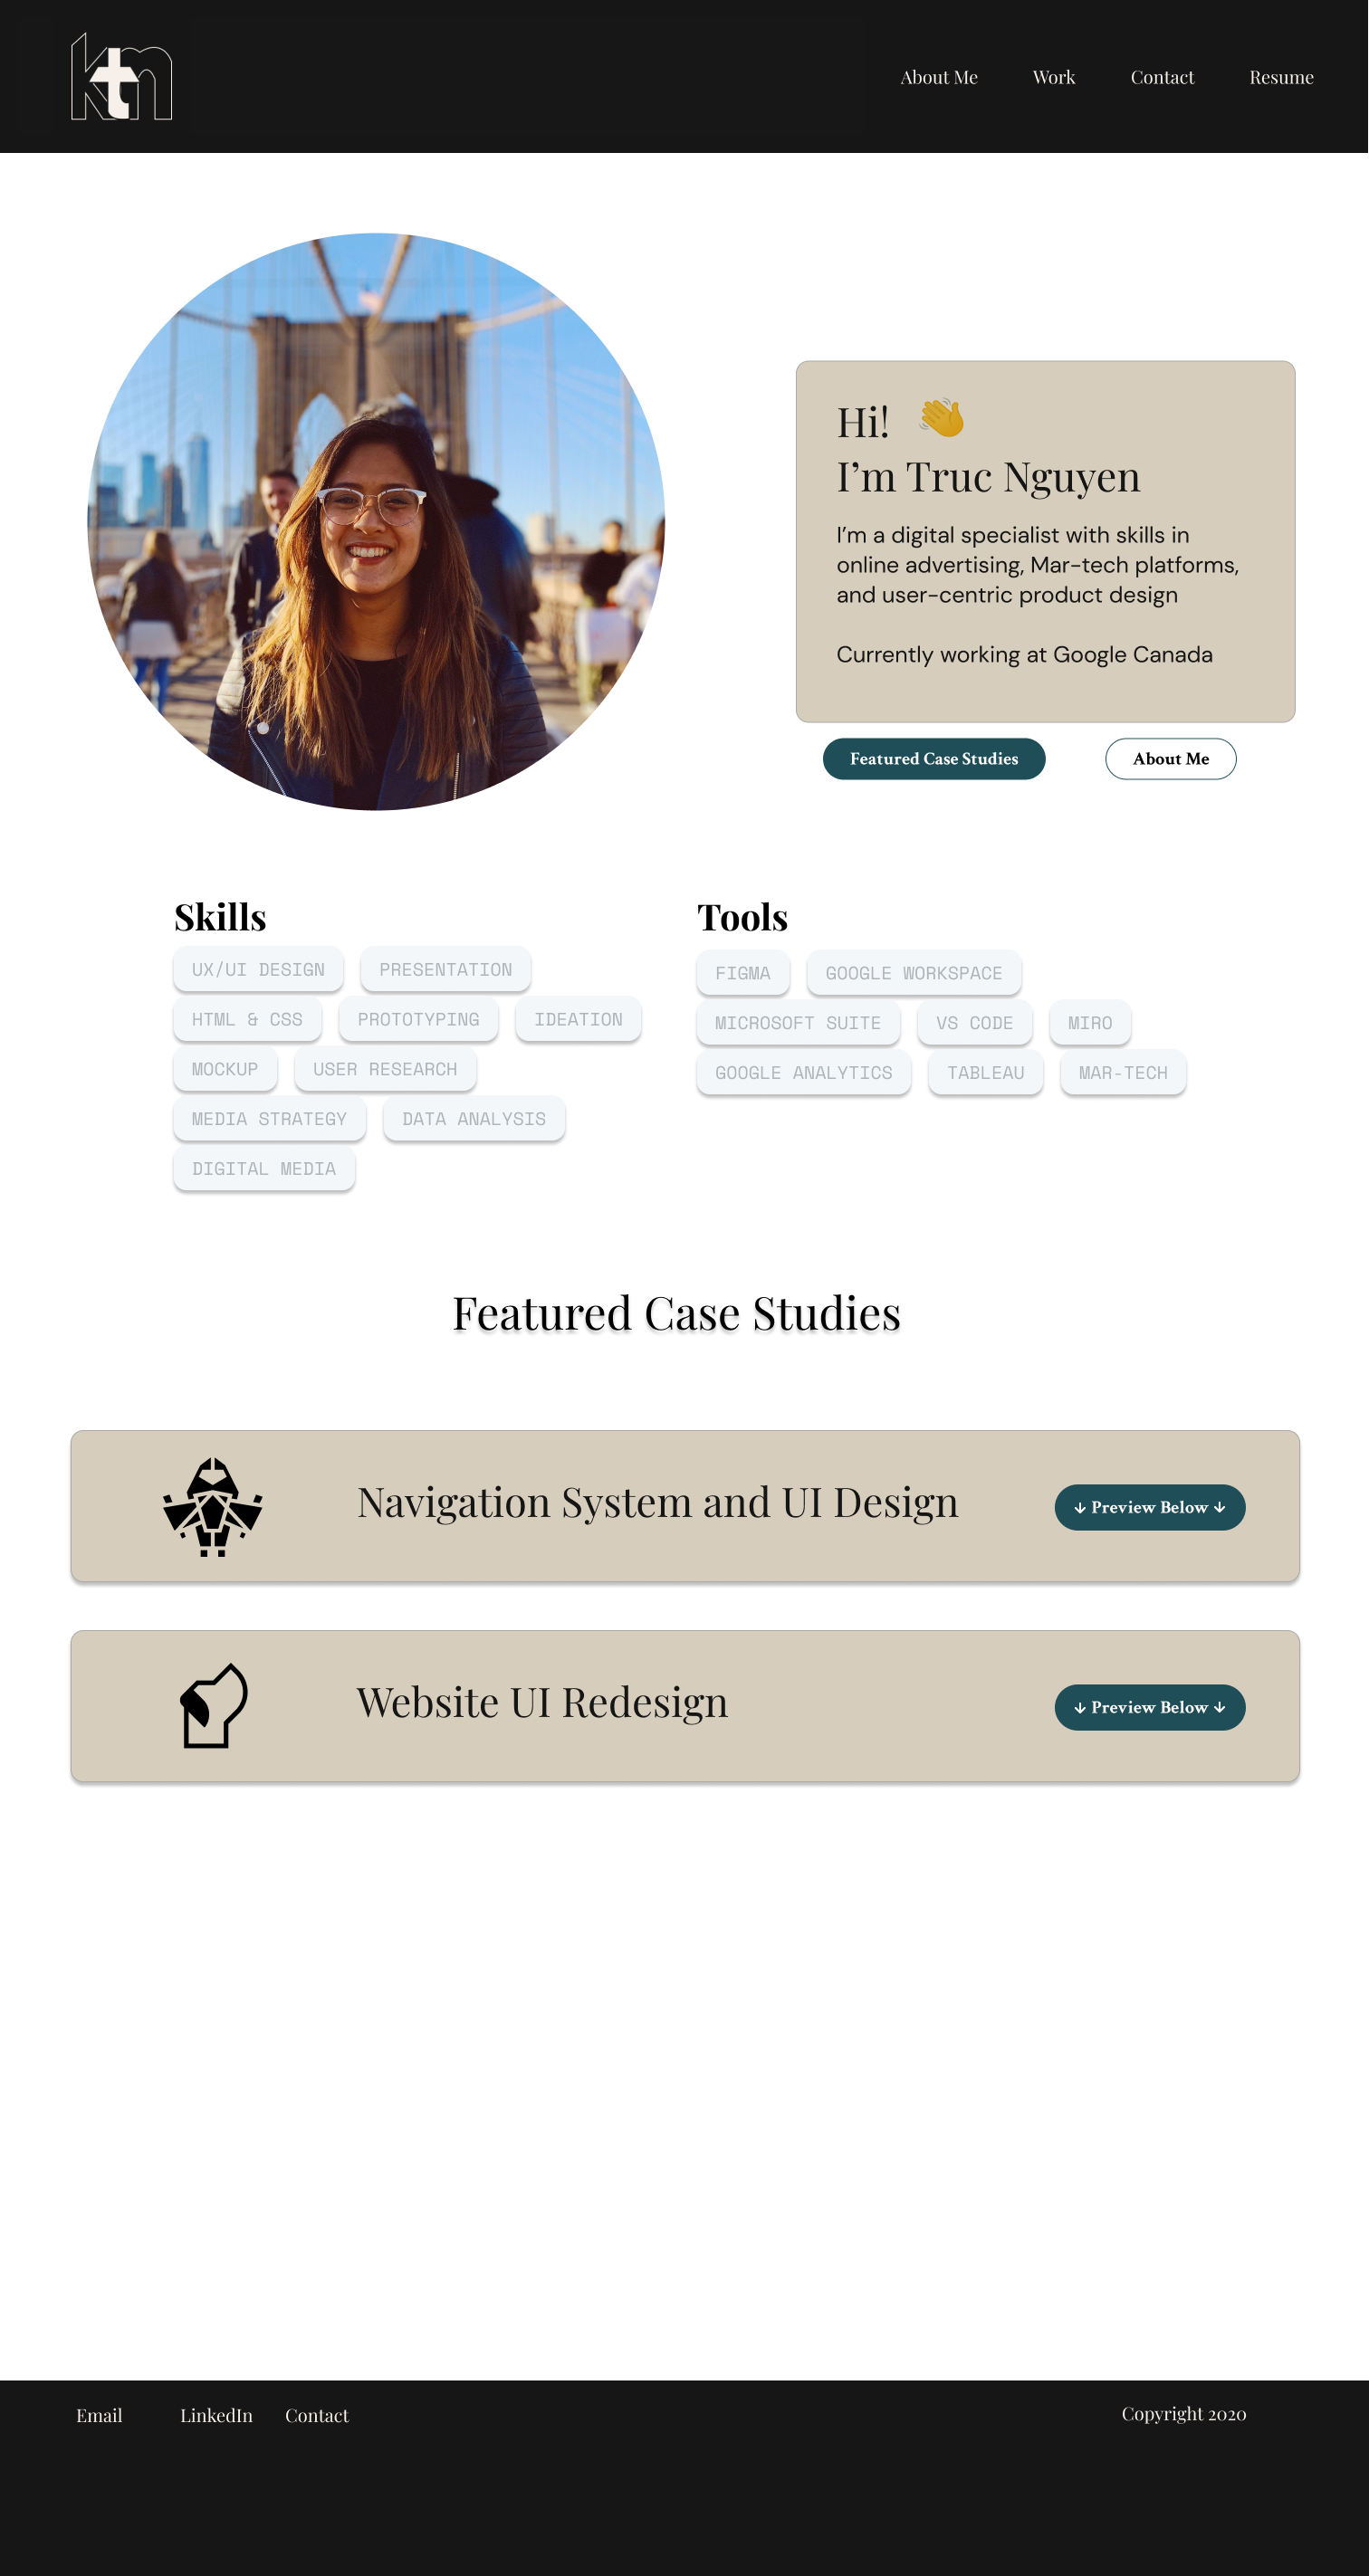 ktn
About Me Work Contact Resume
Hi! 👋
I’m Truc Nguyen
I’m a digital specialist with skills in
online advertising, Mar-tech platforms,
and user-centric product design
Currently working at Google Canada
Featured Case Studies About Me
Skills
UX/UI DESIGN PRESENTATION
HTML & CSS PROTOTYPING IDEATION
MOCKUP USER RESEARCH
MEDIA STRATEGY DATA ANALYSIS
DIGITAL MEDIA
Tools
FIGMA GOOGLE WORKSPACE
MICROSOFT SUITE VS CODE MIRO
GOOGLE ANALYTICS TABLEAU MAR-TECH
Featured Case Studies
Navigation System and UI Design ↓ Preview Below ↓
Website UI Redesign ↓ Preview Below ↓
Email LinkedIn Contact Copyright 2020